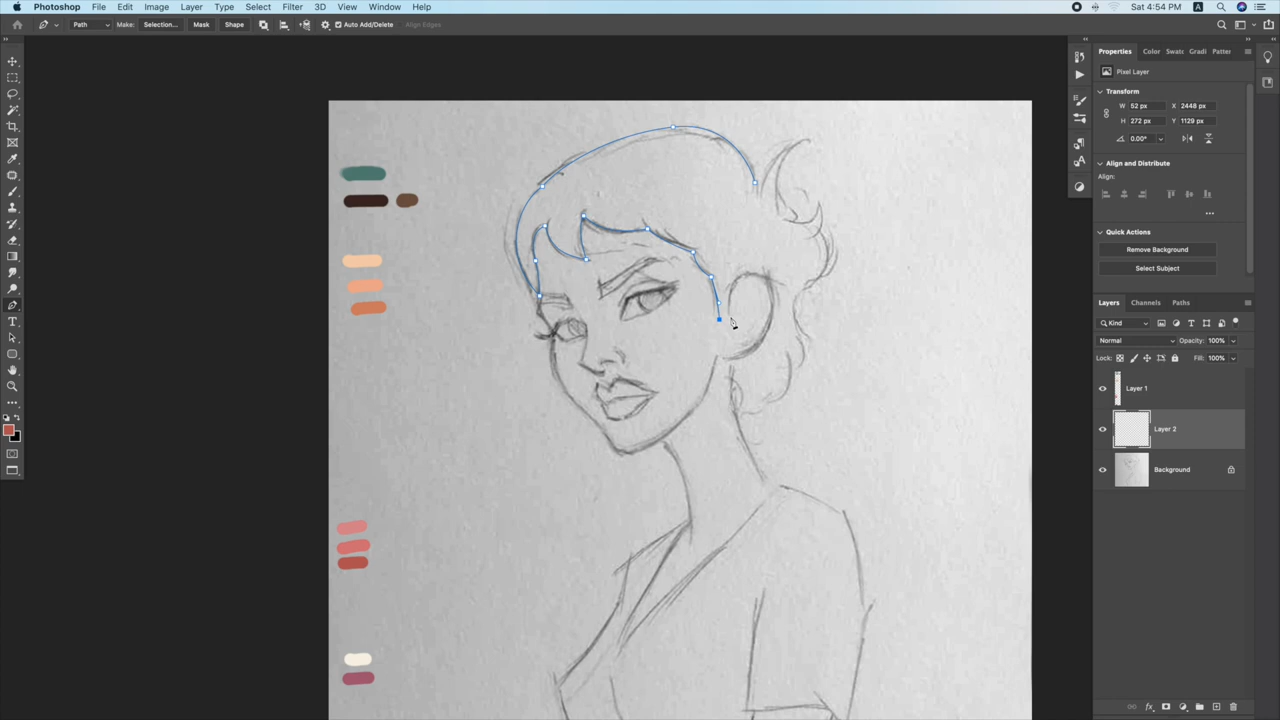 Photoshop File Edit Image Layer Type Select Filter 3D View Window Help Sat 4:54 PM A
Path Make: Selection... Mask Shape Auto Add/Delete Align Edges
Properties Color Swatc Gradi Patter
Pixel Layer
Transform
W 52 px X 2448 px
H 272 px Y 1129 px
0.00°
Align and Distribute
Align:
...
Quick Actions
Remove Background
Select Subject
Layers Channels Paths
Kind
Normal Opacity: 100%
Lock: Fill: 100%
Layer 1
Layer 2
Background
fx